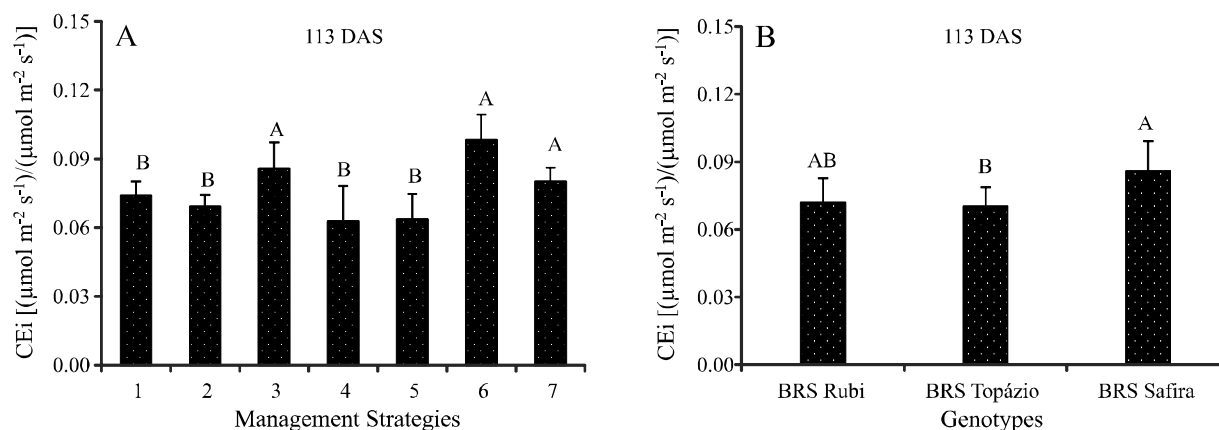 A
113 DAS
CEi [(μmol m⁻² s⁻¹)/(μmol m⁻² s⁻¹)]
0.15
0.12
0.09
0.06
0.03
0.00
B
B
A
B
B
A
A
1 2 3 4 5 6 7
Management Strategies
B
113 DAS
CEi [(μmol m⁻² s⁻¹)/(μmol m⁻² s⁻¹)]
0.15
0.12
0.09
0.06
0.03
0.00
AB
B
A
BRS Rubi BRS Topázio BRS Safira
Genotypes